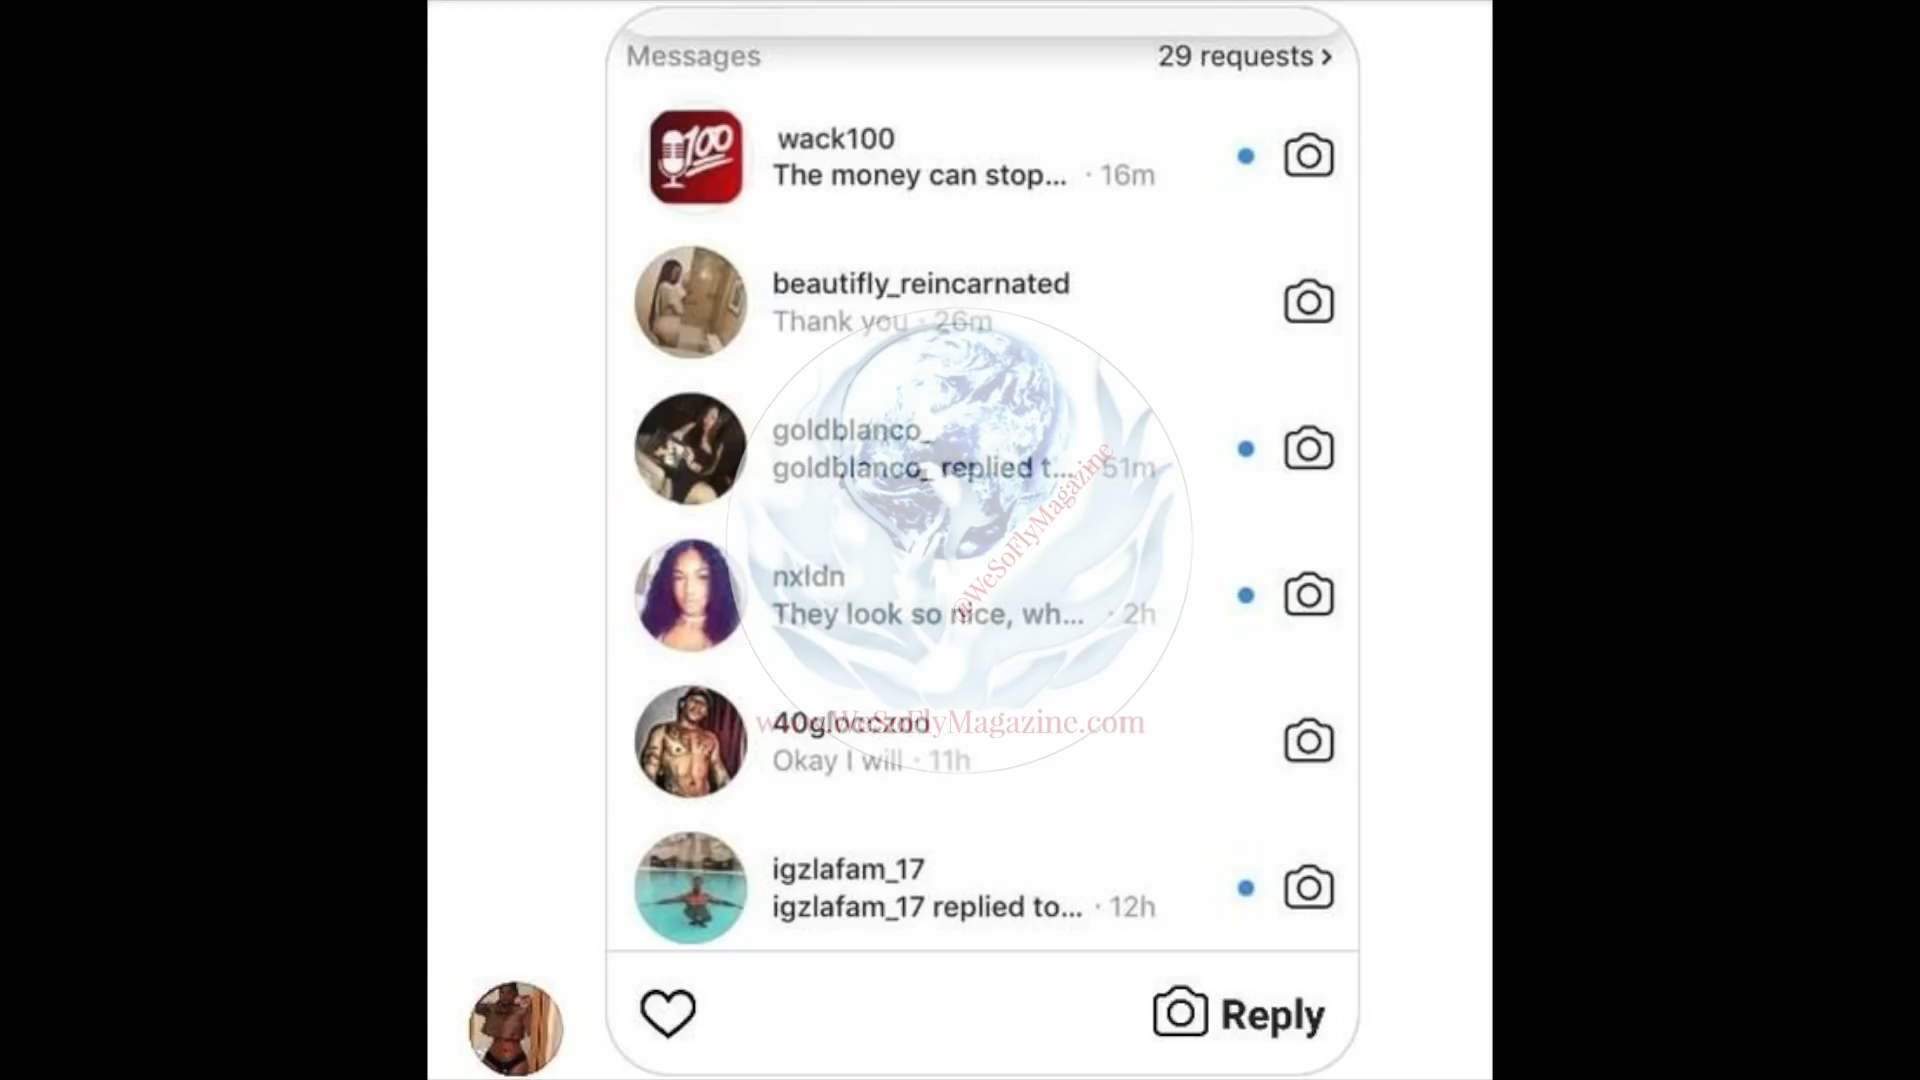 Messages 29 requests >
wack100
The money can stop... · 16m
beautifly_reincarnated
Thank you · 26m
goldblanco_
goldblanco_ replied t... · 51m
nxldn
They look so nice, wh... · 2h
@WeSoFlyMagazine
www.WeSoFlyMagazine.com
Okay I will · 11h
igzlafam_17
igzlafam_17 replied to... · 12h
Reply